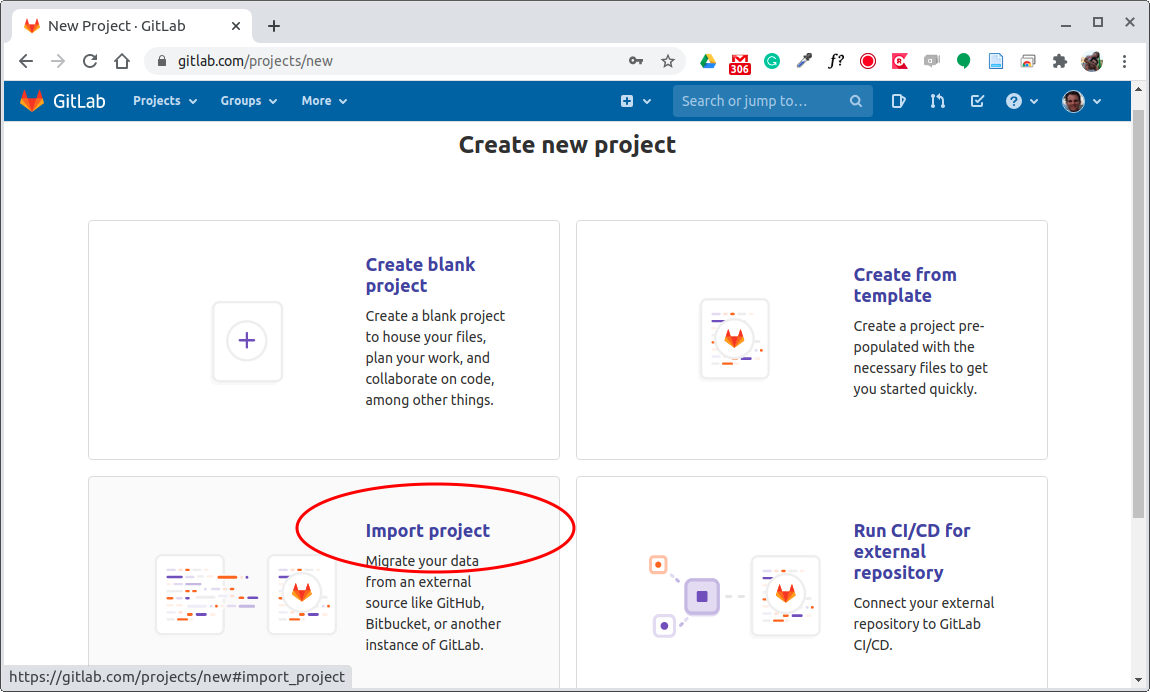 New Project · GitLab
gitlab.com/projects/new
306
f?
GitLab
Projects
Groups
More
Search or jump to…
Create new project
Create blank
project
Create a blank project
to house your files,
plan your work, and
collaborate on code,
among other things.
Create from
template
Create a project pre-
populated with the
necessary files to get
you started quickly.
Import project
Migrate your data
from an external
source like GitHub,
Bitbucket, or another
instance of GitLab.
Run CI/CD for
external
repository
Connect your external
repository to GitLab
CI/CD.
https://gitlab.com/projects/new#import_project